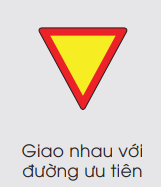 Giao nhau với
đường ưu tiên